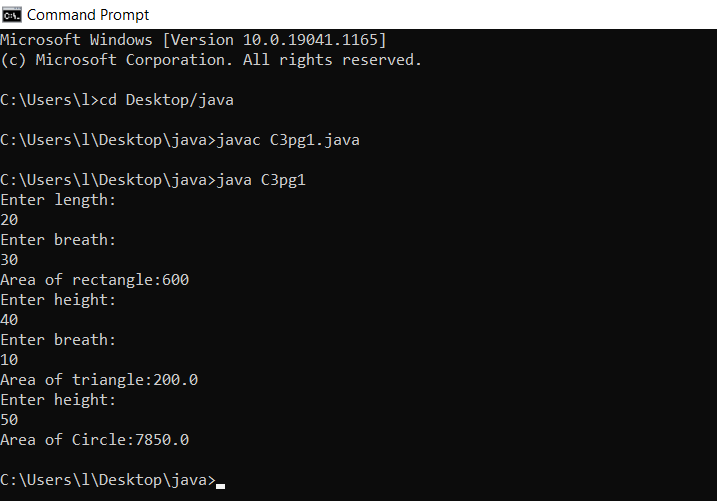 Command Prompt
Microsoft Windows [Version 10.0.19041.1165]
(c) Microsoft Corporation. All rights reserved.
C:\Users\l>cd Desktop/java
C:\Users\l\Desktop\java>javac C3pg1.java
C:\Users\l\Desktop\java>java C3pg1
Enter length:
20
Enter breath:
30
Area of rectangle:600
Enter height:
40
Enter breath:
10
Area of triangle:200.0
Enter height:
50
Area of Circle:7850.0
C:\Users\l\Desktop\java>